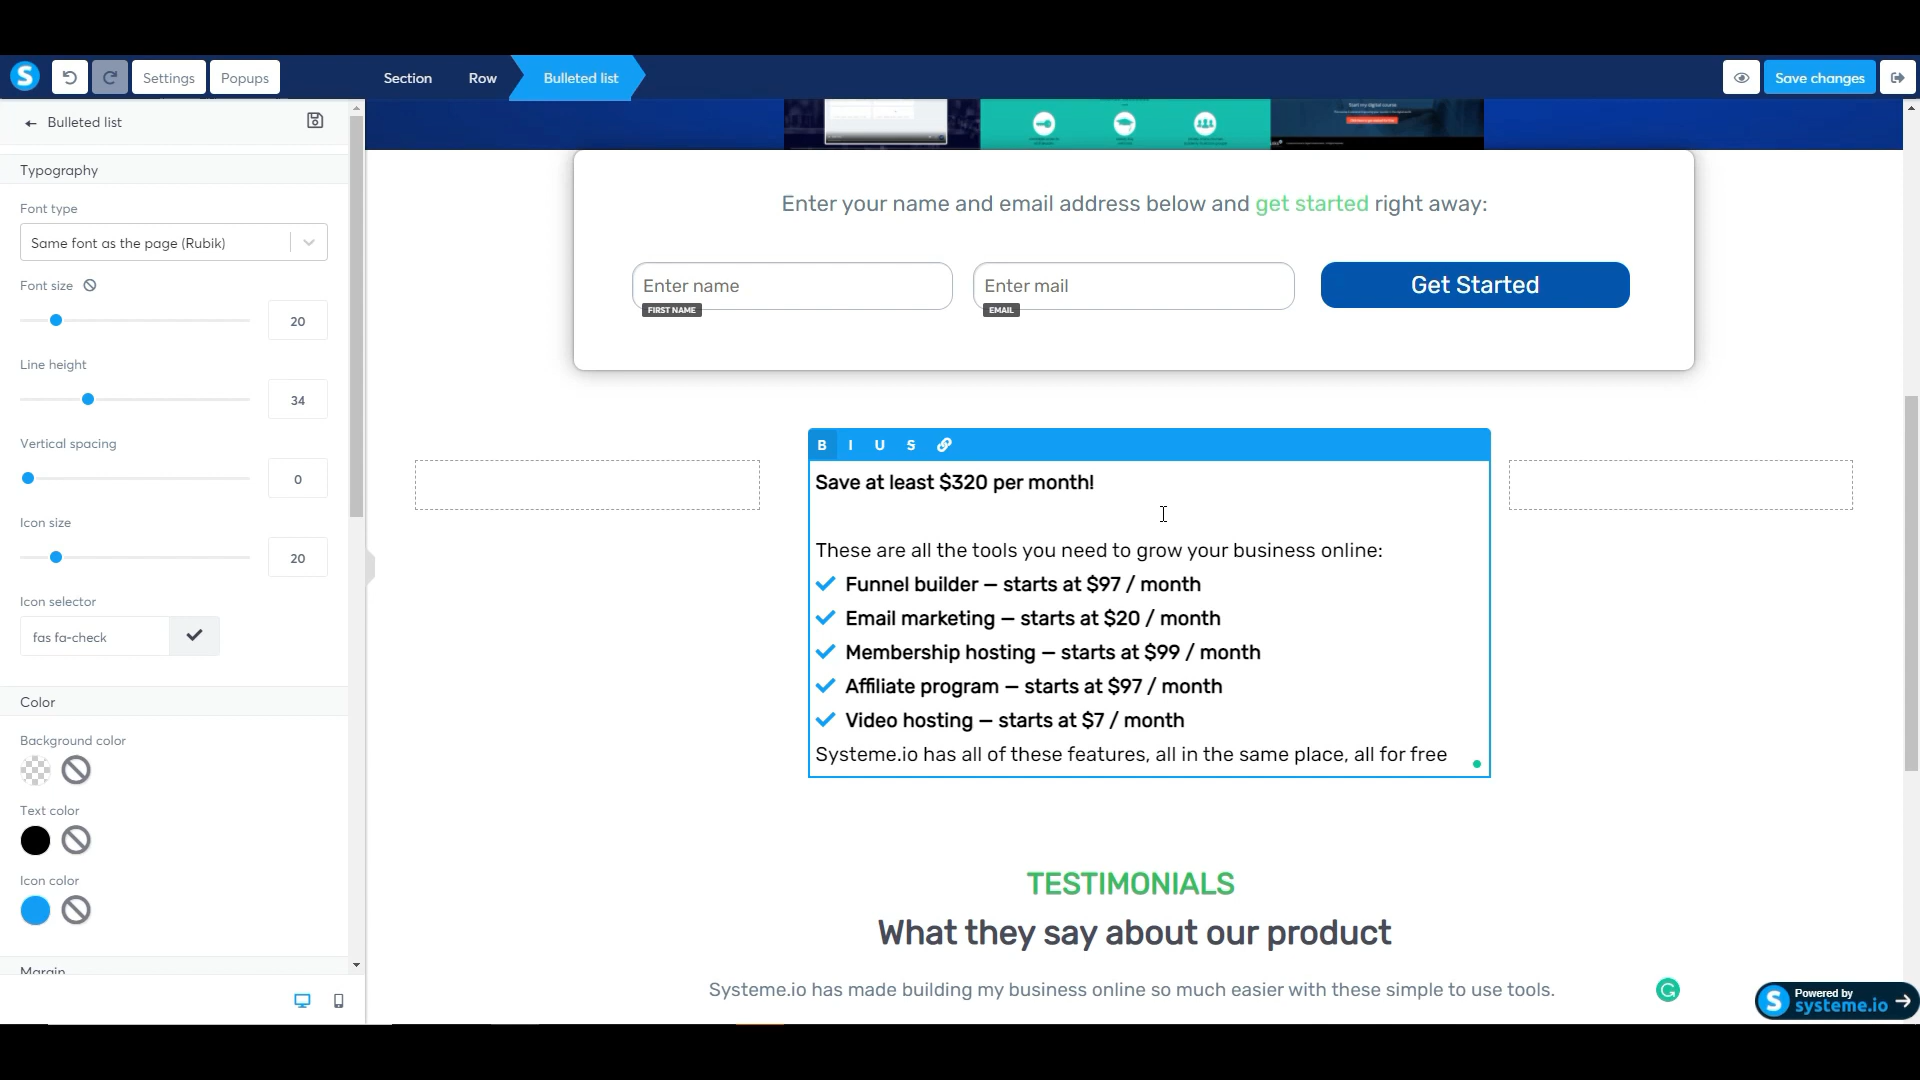 S
Settings
Popups
Section
Row
Bulleted list
Save changes
Bulleted list
Typography
Font type
Same font as the page (Rubik)
Font size
20
Line height
34
Vertical spacing
0
Icon size
20
Icon selector
fas fa-check
Color
Background color
Text color
Icon color
Margin
Enter your name and email address below and get started right away:
Enter name
FIRST NAME
Enter mail
EMAIL
Get Started
B I U S
Save at least $320 per month!
These are all the tools you need to grow your business online:
Funnel builder – starts at $97 / month
Email marketing – starts at $20 / month
Membership hosting – starts at $99 / month
Affiliate program – starts at $97 / month
Video hosting – starts at $7 / month
Systeme.io has all of these features, all in the same place, all for free
TESTIMONIALS
What they say about our product
Systeme.io has made building my business online so much easier with these simple to use tools.
G
S
Powered by
systeme.io